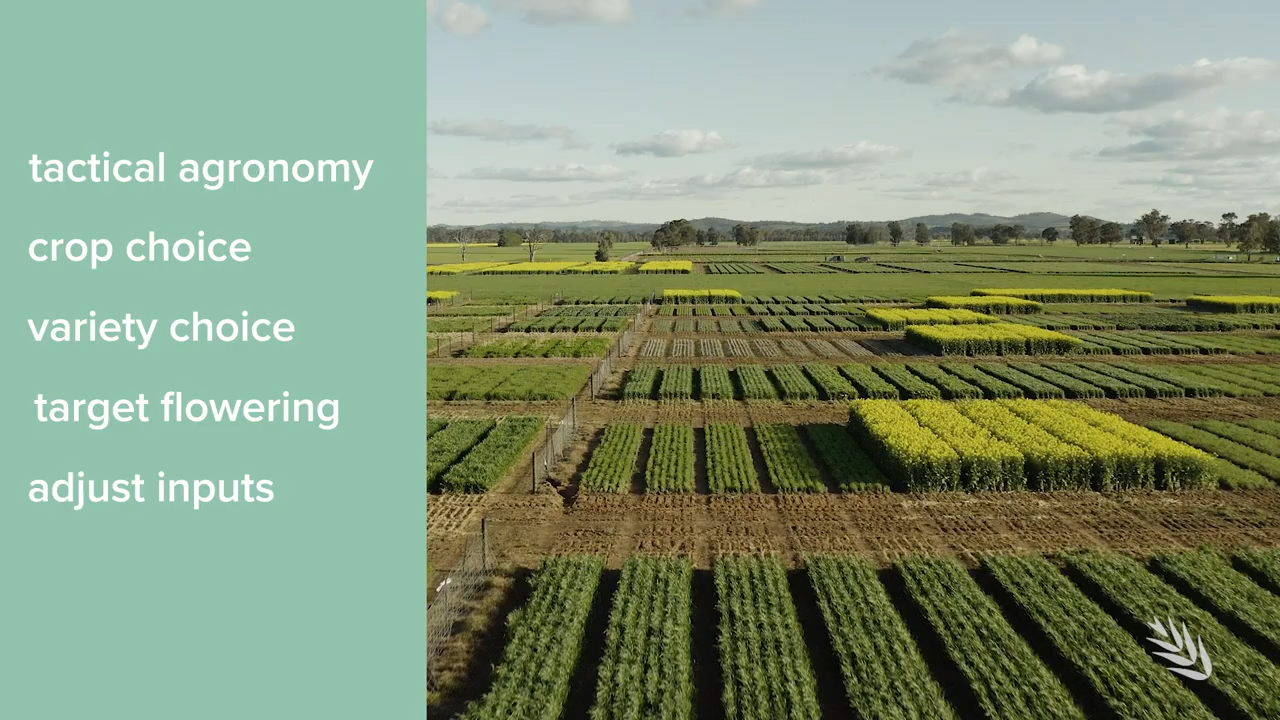 tactical agronomy
crop choice
variety choice
target flowering
adjust inputs